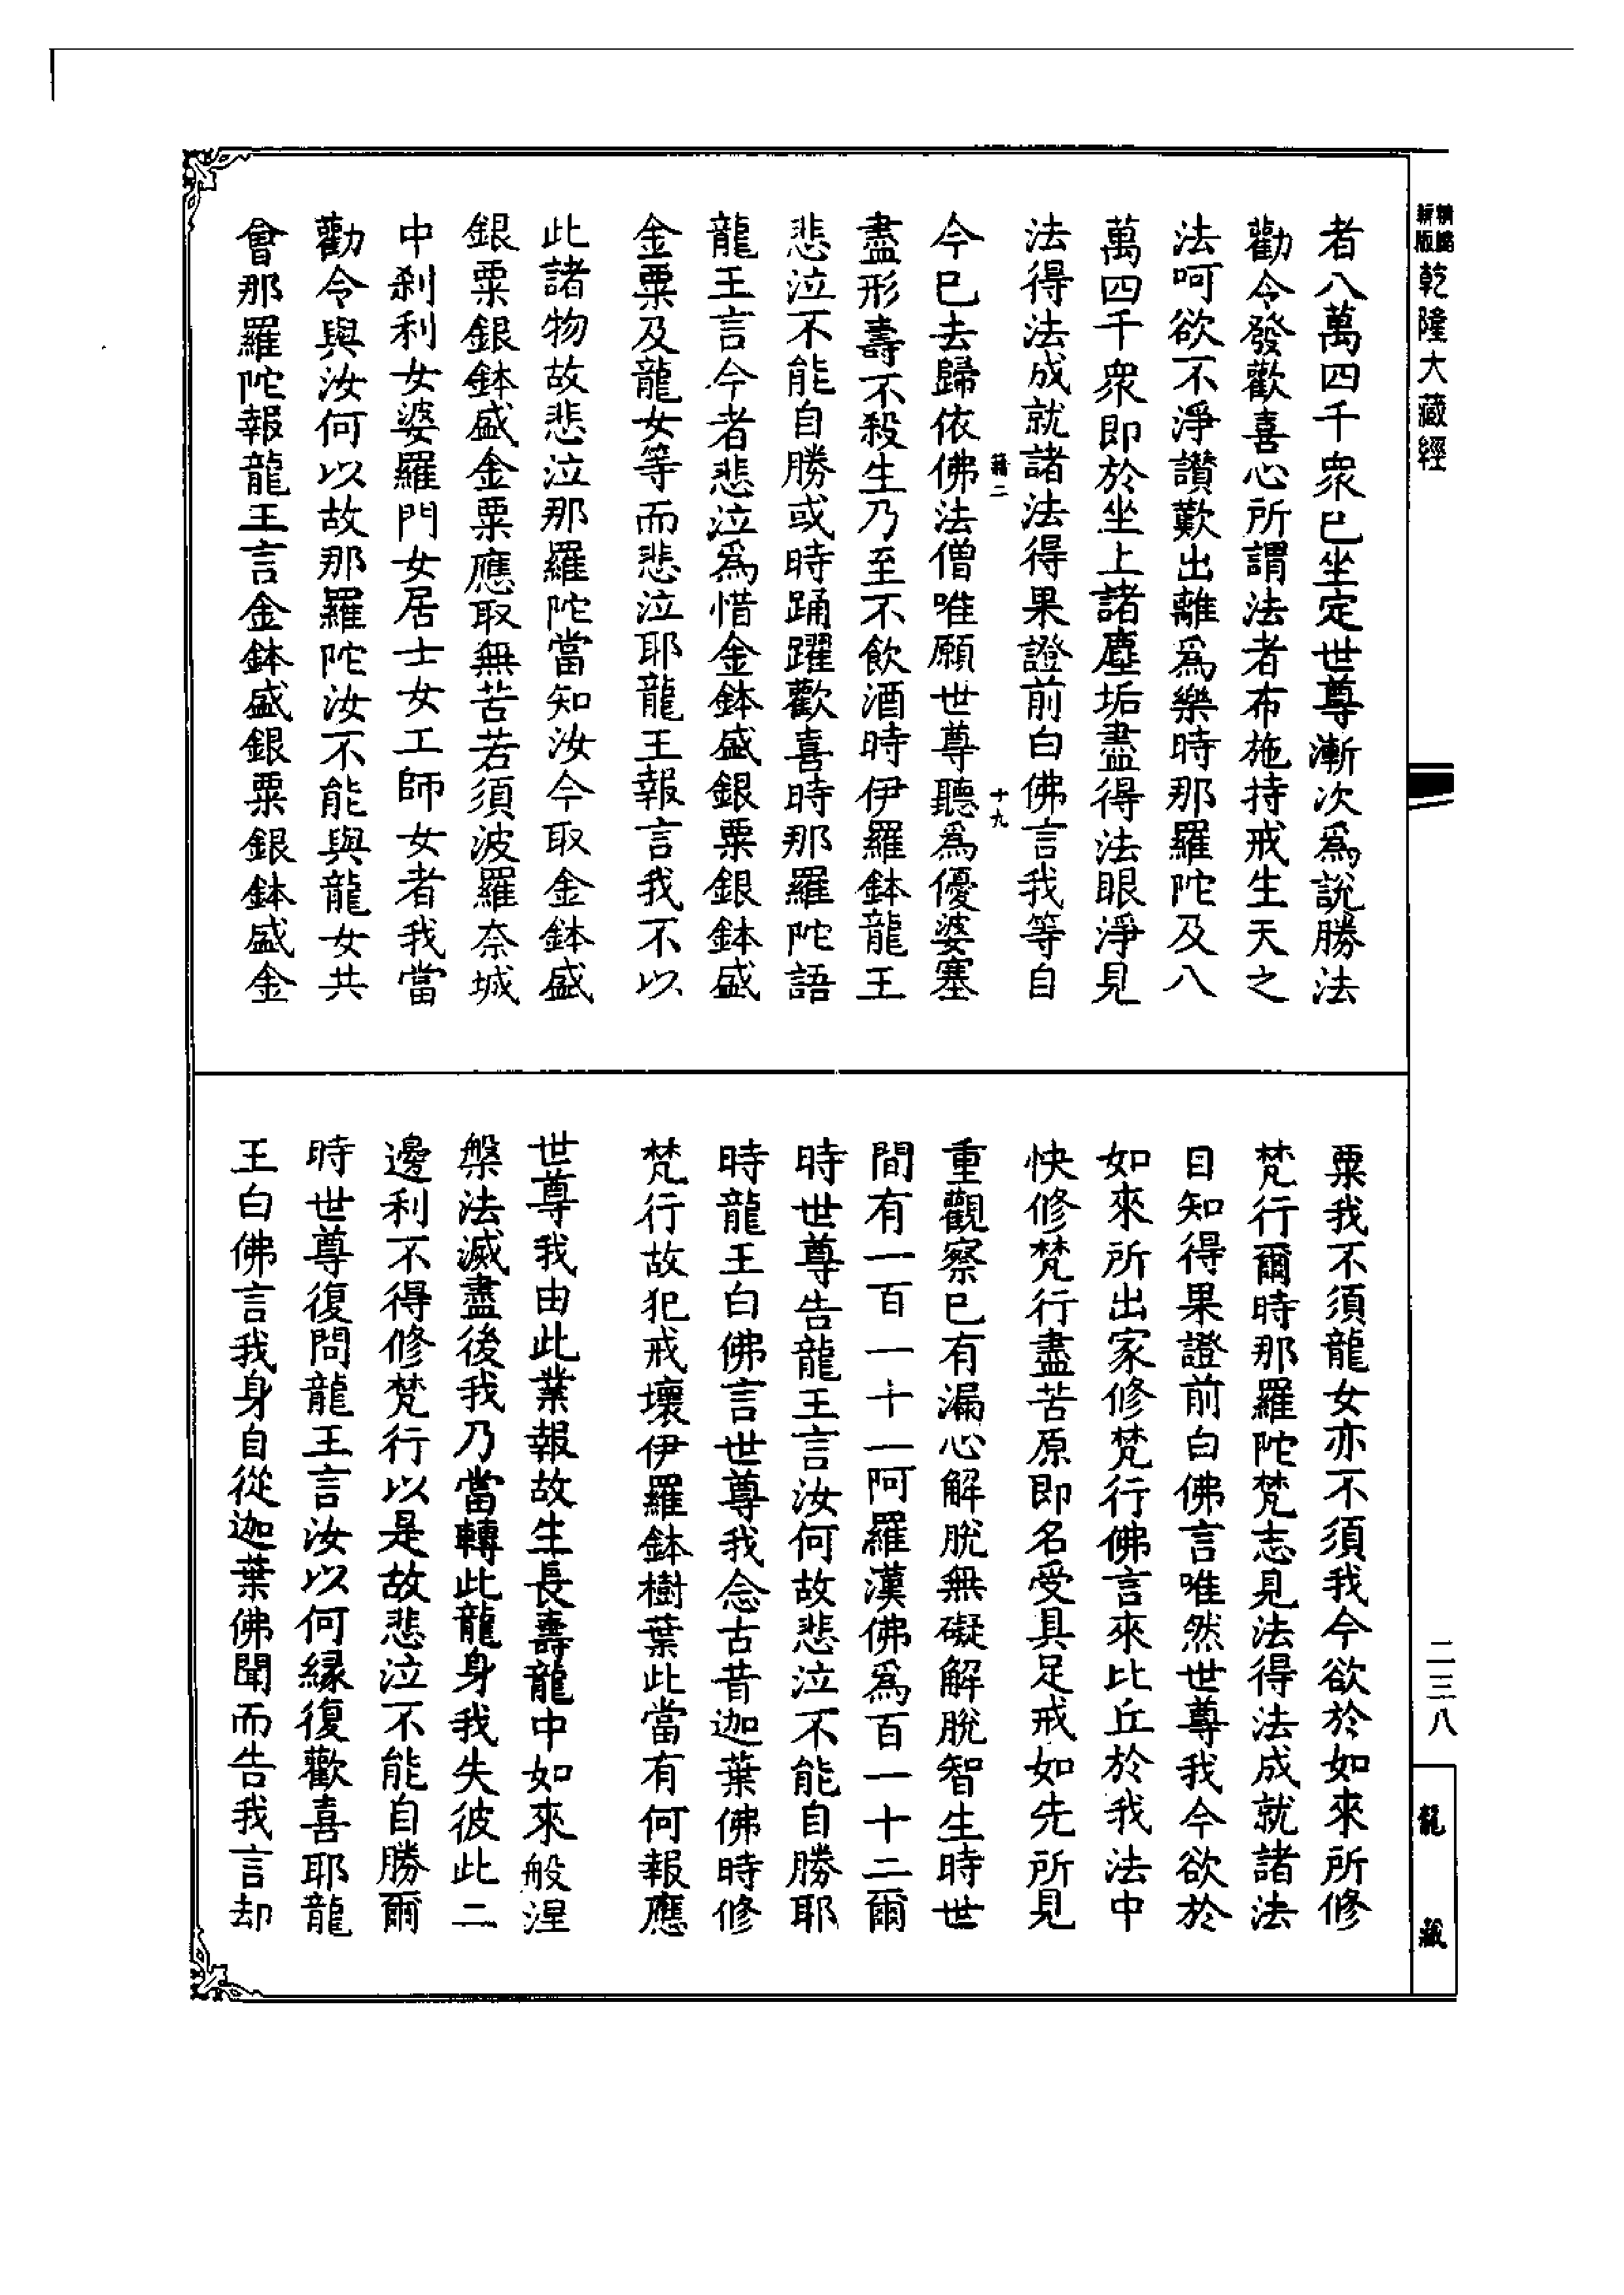 新版
乾隆大藏經
者八萬四千衆已坐定世尊漸次爲說勝法
勸令發歡喜心所謂法者布施持戒生天之
法呵欲不淨讚歎出離爲樂時那羅陀及八
萬四千衆即於坐上諸塵垢盡得法眼淨見
法得法成就諸法得果證前白佛言我等自
今已去歸依佛法僧唯願世尊聽爲優婆塞
盡形壽不殺生乃至不飲酒時伊羅鉢龍王
悲泣不能自勝或時踊躍歡喜時那羅陀語
龍王言今者悲泣爲惜金鉢盛銀粟銀鉢盛
金粟及龍女等而悲泣耶龍王報言我不以
此諸物故悲泣那羅陀當知汝今取金鉢盛
銀粟銀鉢盛金粟應取無苦若須波羅奈城
中刹利女婆羅門女居士女工師女者我當
勸令與汝何以故那羅陀汝不能與龍女共
會那羅陀報龍王言金鉢盛銀粟銀鉢盛金
十九
粟我不須龍女亦不須我今欲於如來所修
梵行爾時那羅陀梵志見法得法成就諸法
自知得果證前白佛言唯然世尊我今欲於
如來所出家修梵行佛言來比丘於我法中
快修梵行盡苦原即名受具足戒如先所見
重觀察已有漏心解脫無礙解脫智生時世
間有一百一十一阿羅漢佛爲百一十二爾
時世尊告龍王言汝何故悲泣不能自勝耶
時龍王白佛言世尊我念古昔迦葉佛時修
梵行故犯戒壞伊羅鉢樹葉此當有何報應
世尊我由此業報故生長壽龍中如來般涅
槃法滅盡後我乃當轉此龍身我失彼此二
邊利不得修梵行以是故悲泣不能自勝爾
時世尊復問龍王言汝以何緣復歡喜耶龍
王白佛言我身自從迦葉佛聞而告我言却
二三八
龍藏